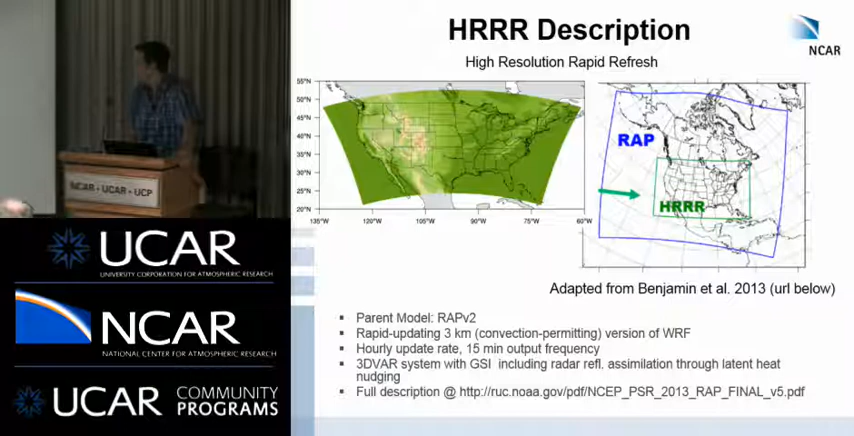 HRRR Description
High Resolution Rapid Refresh
NCAR
55°N
50°N
45°N
40°N
35°N
30°N
25°N
20°N
135°W 120°W 105°W 90°W 75°W 60°W
RAP
HRRR
Adapted from Benjamin et al. 2013 (url below)
▪ Parent Model: RAPv2
▪ Rapid-updating 3 km (convection-permitting) version of WRF
▪ Hourly update rate, 15 min output frequency
▪ 3DVAR system with GSI including radar refl. assimilation through latent heat
nudging
▪ Full description @ http://ruc.noaa.gov/pdf/NCEP_PSR_2013_RAP_FINAL_v5.pdf
NCAR • UCAR • UCP
UCAR
UNIVERSITY CORPORATION FOR ATMOSPHERIC RESEARCH
NCAR
NATIONAL CENTER FOR ATMOSPHERIC RESEARCH
UCAR COMMUNITY
PROGRAMS